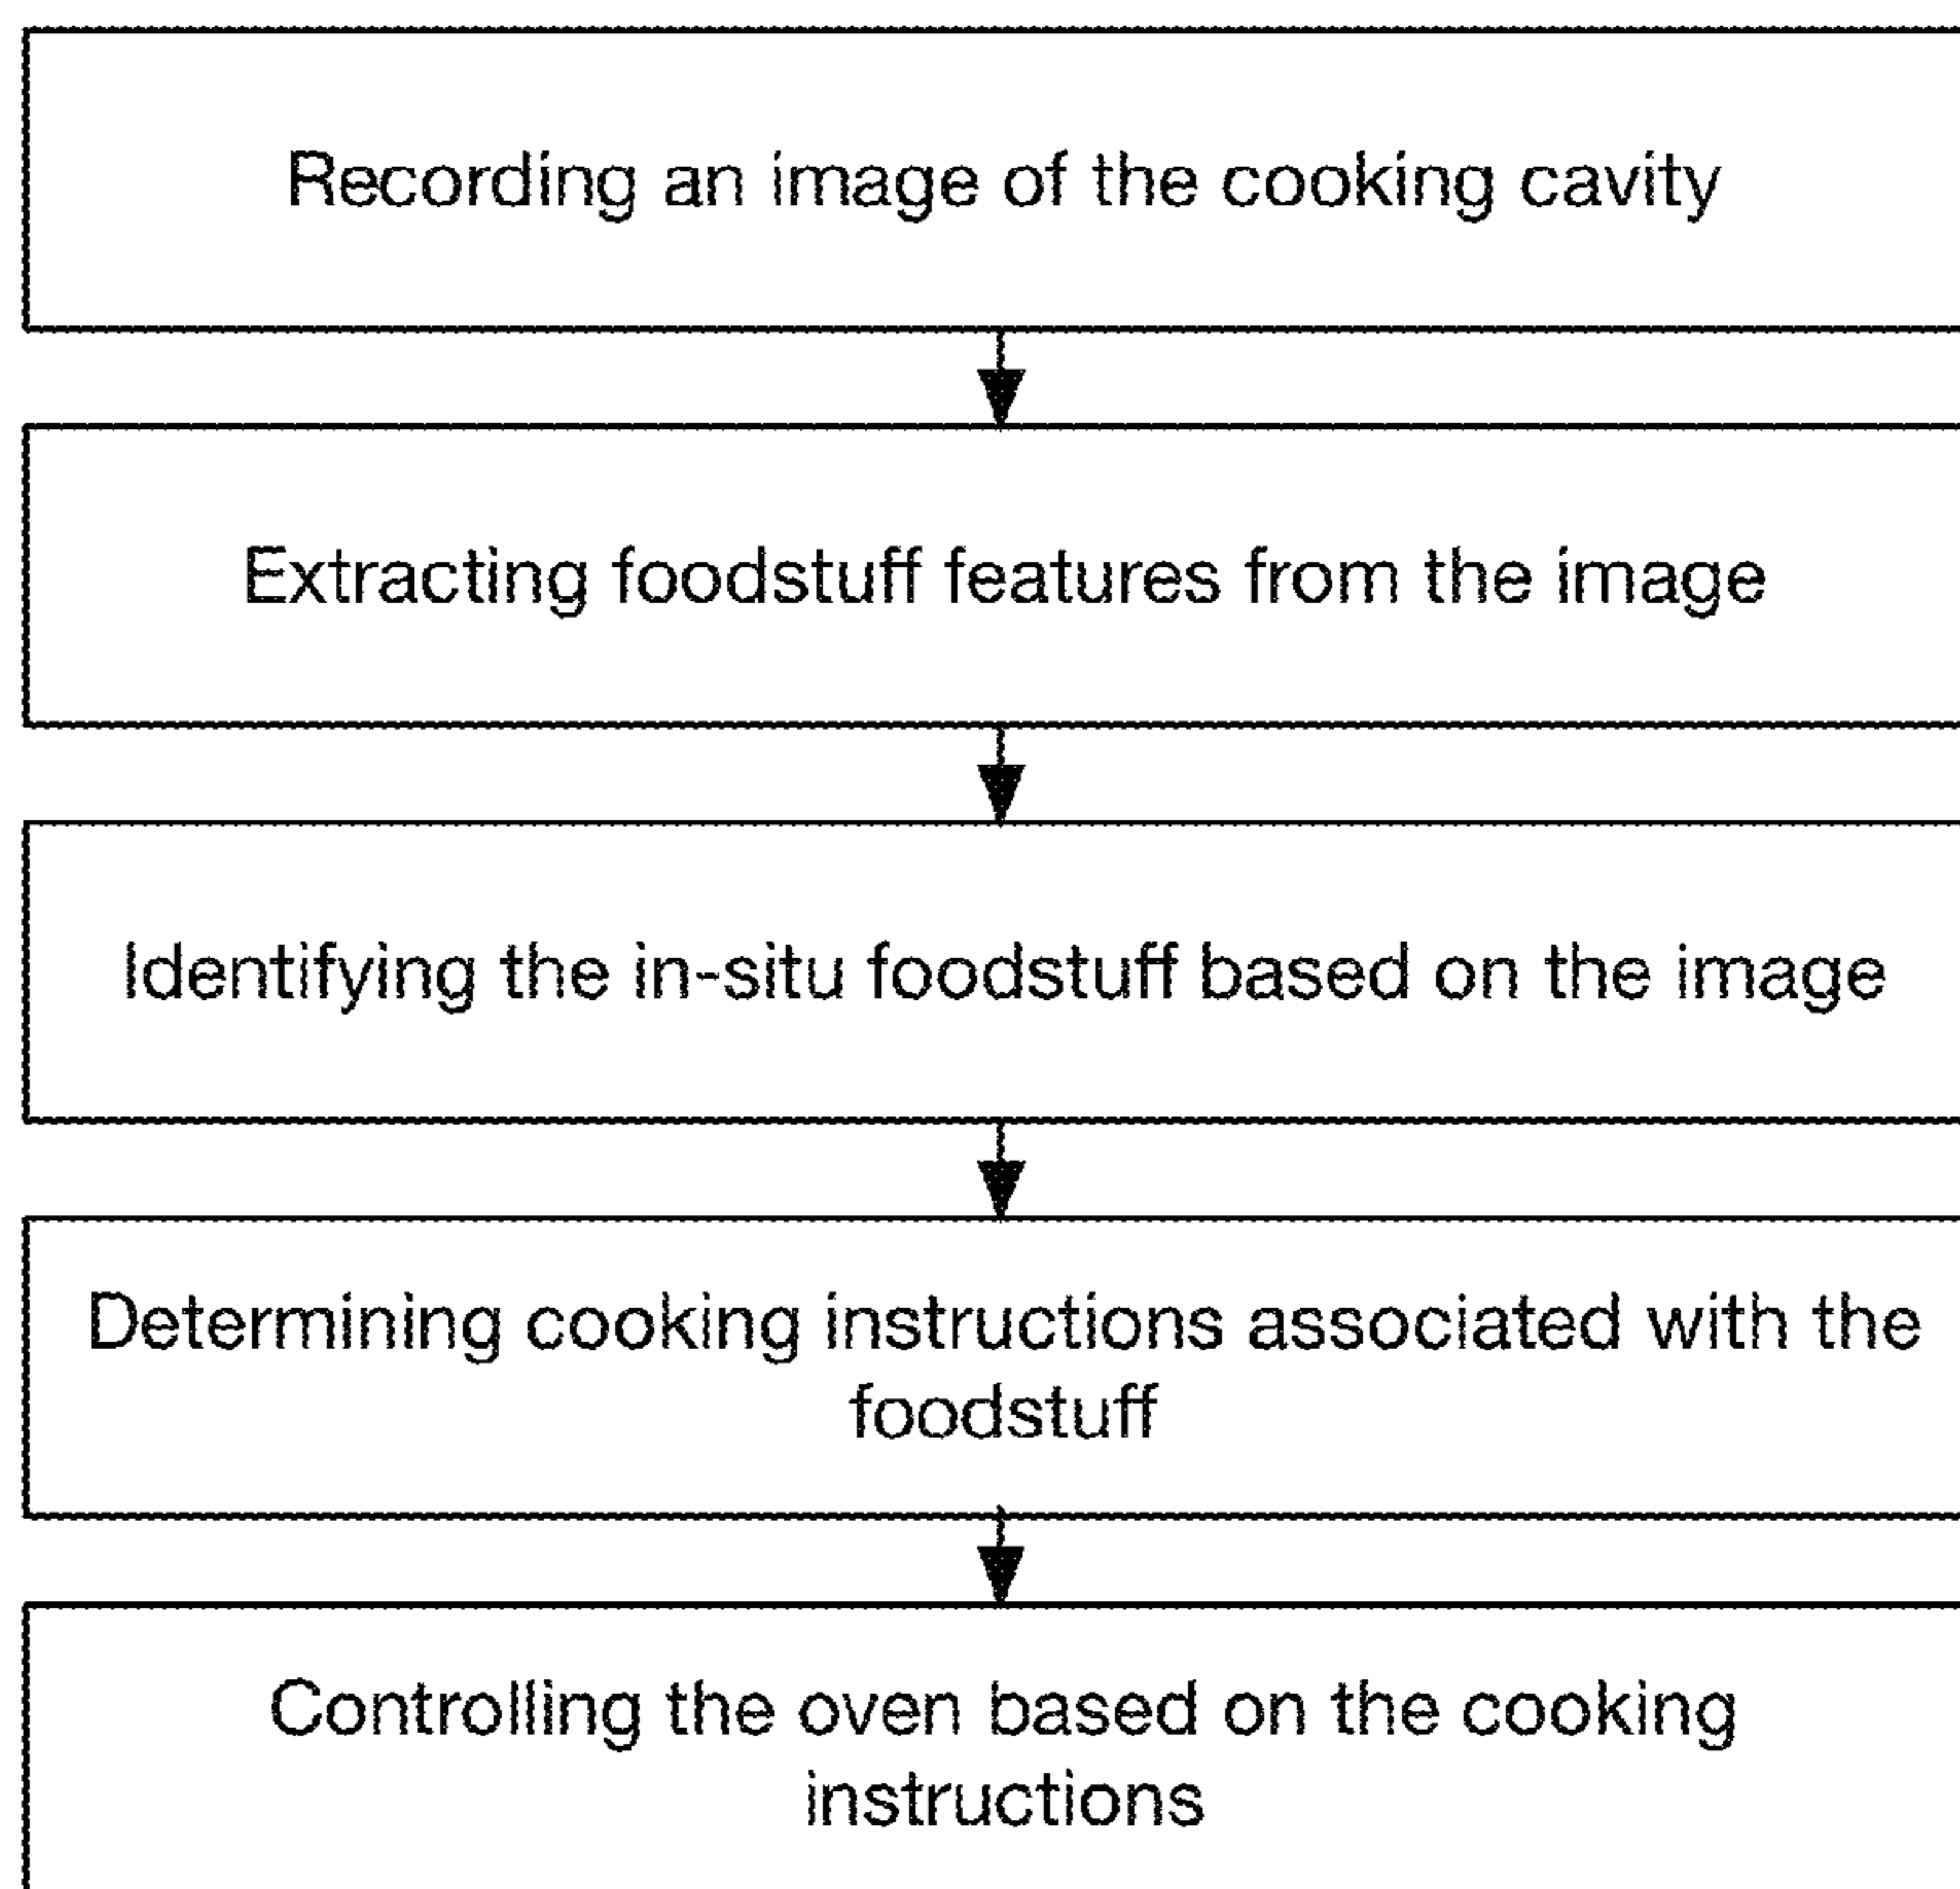 Recording an image of the cooking cavity
Extracting foodstuff features from the image
Identifying the in-situ foodstuff based on the image
Determining cooking instructions associated with the
foodstuff
Controlling the oven based on the cooking
instructions